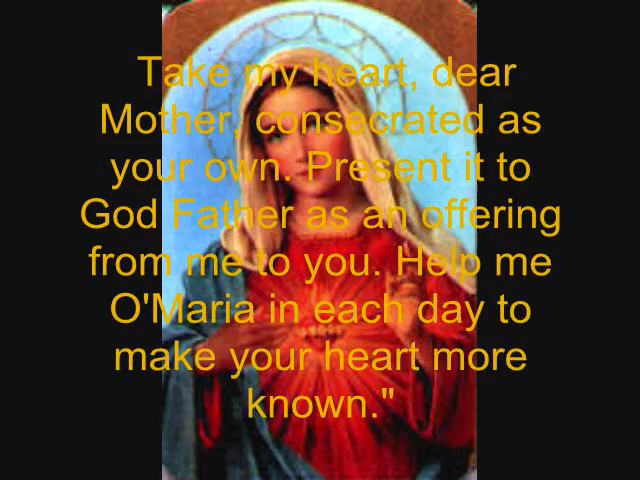 Take my heart, dear
Mother, consecrated as
your own. Present it to
God Father as an offering
from me to you. Help me
O'Maria in each day to
make your heart more
known."